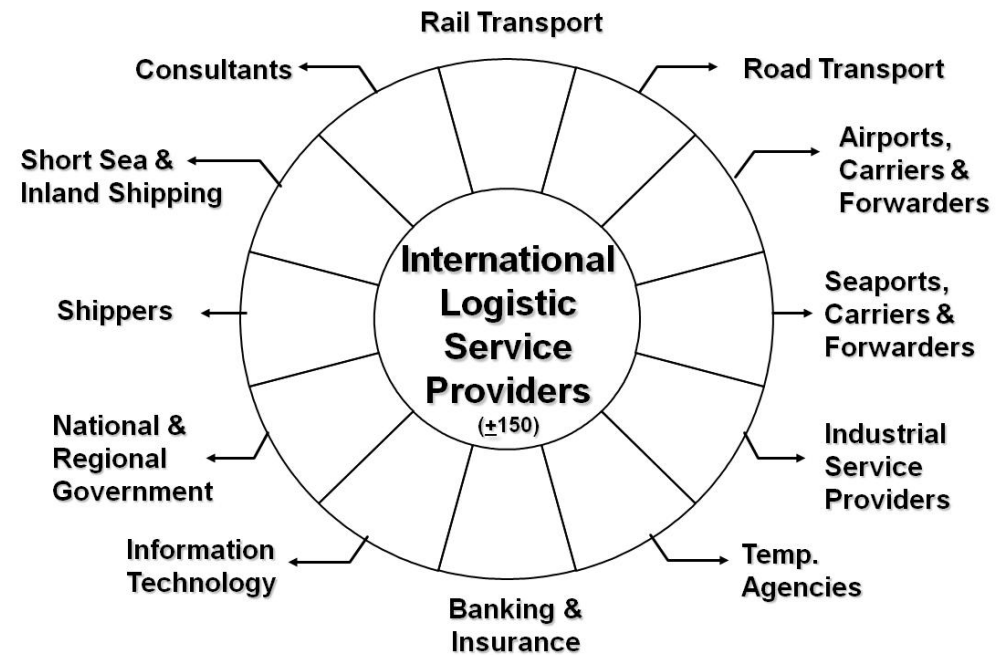 Rail Transport
Consultants
Road Transport
Short Sea &
Inland Shipping
Airports,
Carriers &
Forwarders
International
Logistic
Service
Providers
(±150)
Shippers
Seaports,
Carriers &
Forwarders
National &
Regional
Government
Industrial
Service
Providers
Information
Technology
Temp.
Agencies
Banking &
Insurance